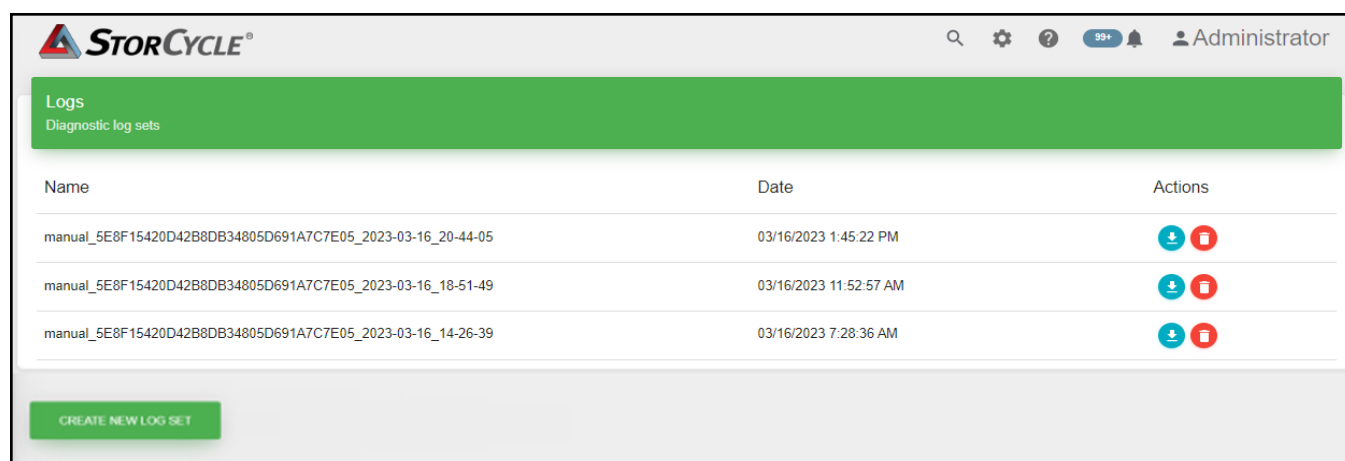 STORCYCLE® 99+ Administrator
Logs
Diagnostic log sets
Name Date Actions
manual_5E8F15420D42B8DB34805D691A7C7E05_2023-03-16_20-44-05 03/16/2023 1:45:22 PM
manual_5E8F15420D42B8DB34805D691A7C7E05_2023-03-16_18-51-49 03/16/2023 11:52:57 AM
manual_5E8F15420D42B8DB34805D691A7C7E05_2023-03-16_14-26-39 03/16/2023 7:28:36 AM
CREATE NEW LOG SET